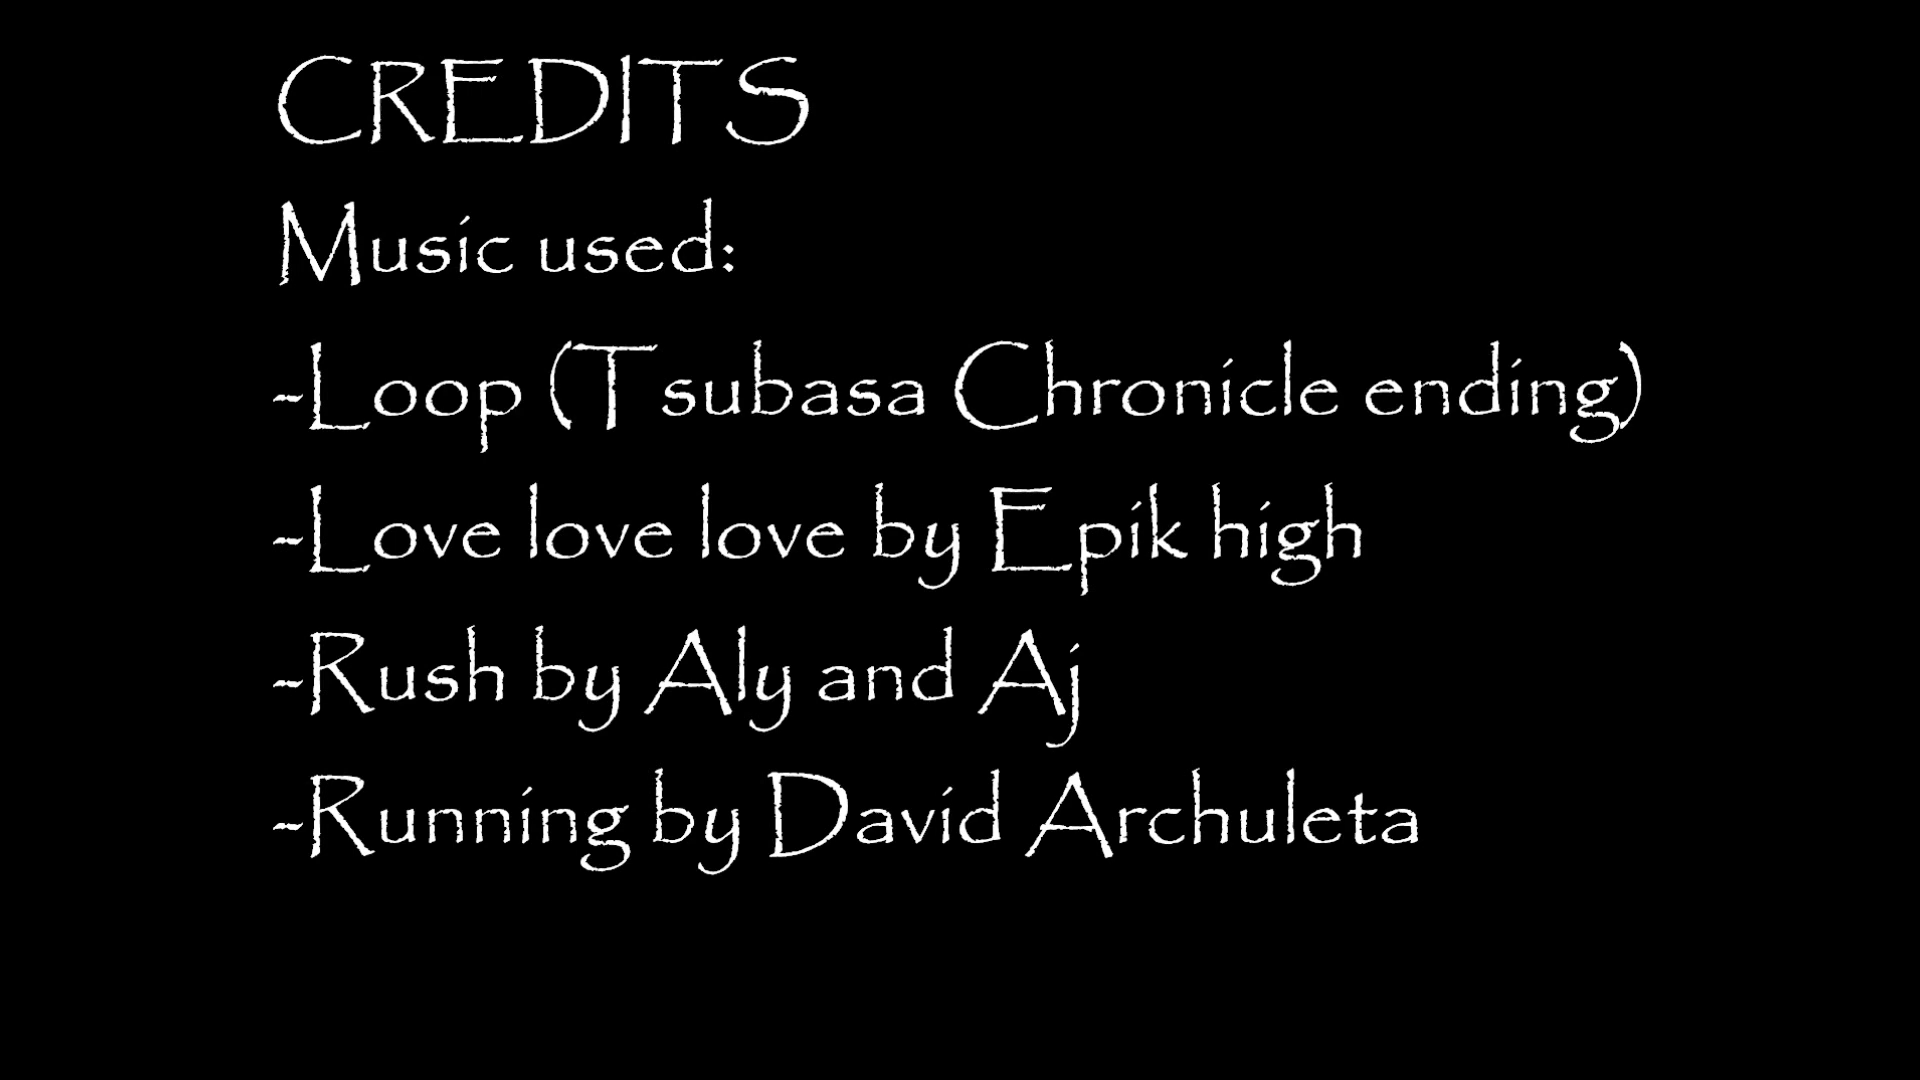 CREDITS
Music used:
-Loop (Tsubasa Chronicle ending)
-Love love love by Epik high
-Rush by Aly and Aj
-Running by David Archuleta